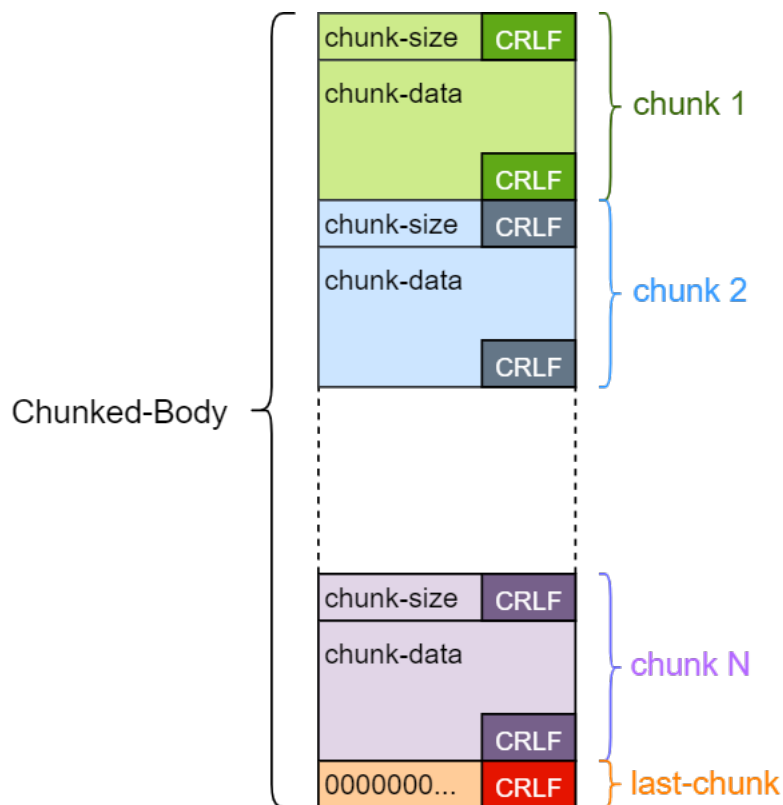 chunk-size CRLF
chunk 1
chunk-data
CRLF
chunk-size CRLF
chunk 2
chunk-data
CRLF
Chunked-Body
chunk-size CRLF
chunk N
chunk-data
CRLF
0000000... CRLF
last-chunk